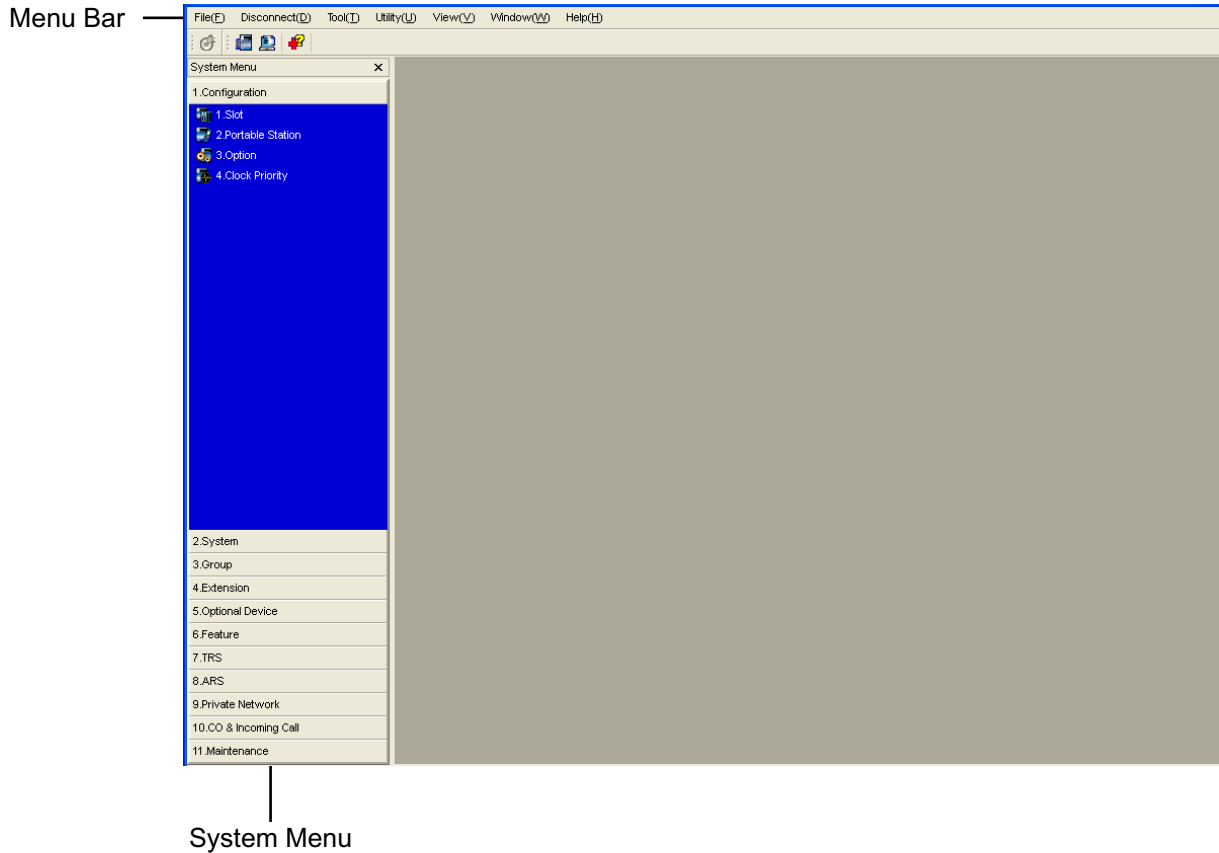 Menu Bar
File(F) Disconnect(D) Tool(T) Utility(U) View(V) Window(W) Help(H)
System Menu
1.Configuration
1.Slot
2.Portable Station
3.Option
4.Clock Priority
2.System
3.Group
4.Extension
5.Optional Device
6.Feature
7.TRS
8.ARS
9.Private Network
10.CO & Incoming Call
11.Maintenance
System Menu